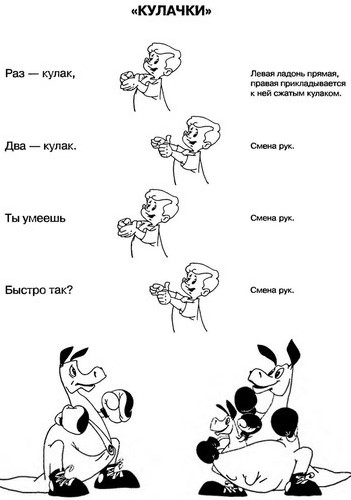 «КУЛАЧКИ»
Раз — кулак,
Левая ладонь прямая,
правая прикладывается
к ней сжатым кулаком.
Два — кулак.
Смена рук.
Ты умеешь
Смена рук.
Быстро так?
Смена рук.